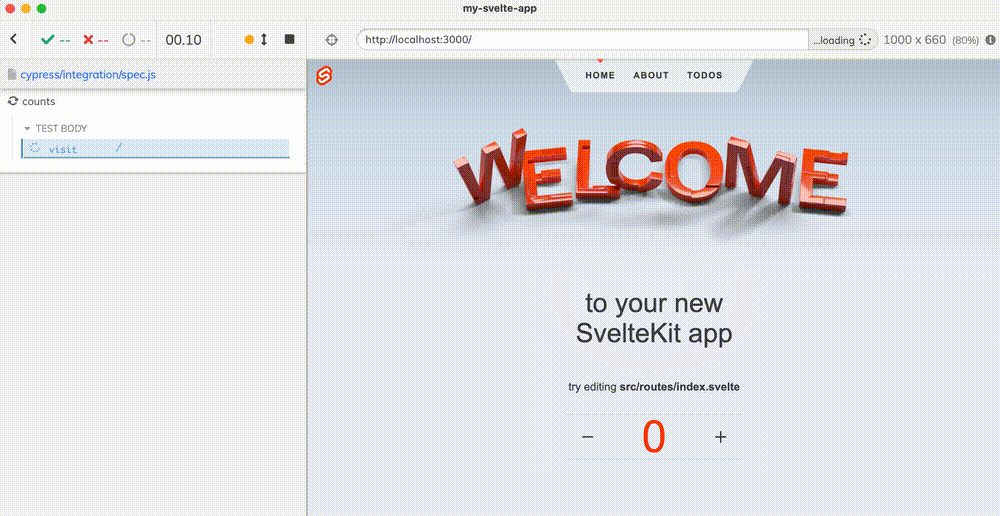 my-svelte-app
-- -- -- 00.10
http://localhost:3000/ ...loading 1000 x 660 (80%)
cypress/integration/spec.js
counts
TEST BODY
visit /
HOME ABOUT TODOS
WELCOME
to your new
SvelteKit app
try editing src/routes/index.svelte
− 0 +